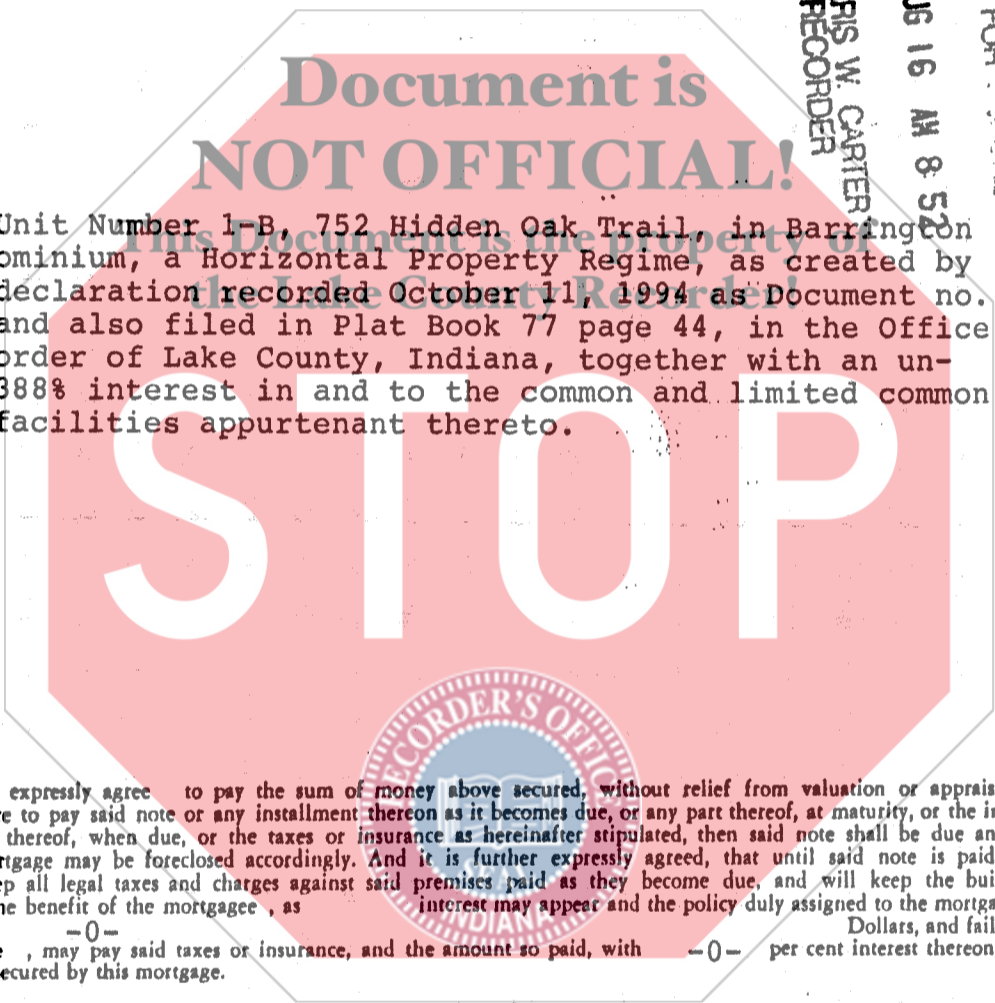 RIS W. CARTER
RECORDER
UG 16 AM 8 52
Document is
NOT OFFICIAL!
This Document is the property of
the Lake County Recorder!
Unit Number 1-B, 752 Hidden Oak Trail, in Barrington
ominium, a Horizontal Property Regime, as created by
declaration recorded October 11, 1994 as Document no.
and also filed in Plat Book 77 page 44, in the Office
order of Lake County, Indiana, together with an un-
388% interest in and to the common and limited common
facilities appurtenant thereto.
STOP
RECORDER'S OFFICE
SEAL
INDIANA
expressly agree to pay the sum of money above secured, without relief from valuation or apprais
e to pay said note or any installment thereon as it becomes due, or any part thereof, at maturity, or the i
thereof, when due, or the taxes or insurance as hereinafter stipulated, then said note shall be due an
rtgage may be foreclosed accordingly. And it is further expressly agreed, that until said note is paid
p all legal taxes and charges against said premises paid as they become due, and will keep the bui
e benefit of the mortgagee , as interest may appear and the policy duly assigned to the mortga
-0- Dollars, and fail
, may pay said taxes or insurance, and the amount so paid, with -0- per cent interest thereon
ecured by this mortgage.